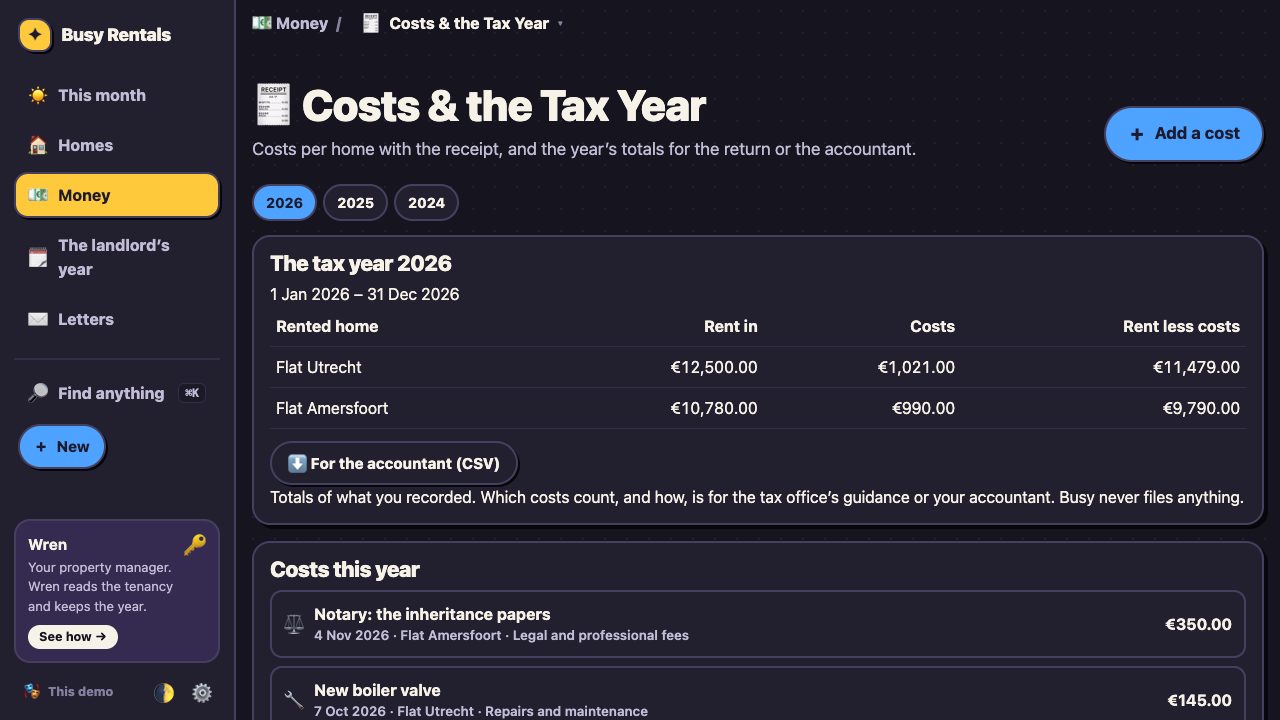 Busy Rentals
This month
Homes
Money
The landlord’s
year
Letters
Find anything ⌘K
+ New
Wren
Your property manager.
Wren reads the tenancy
and keeps the year.
See how →
This demo
Money / Costs & the Tax Year
RECEIPT
Costs & the Tax Year
Costs per home with the receipt, and the year’s totals for the return or the accountant.
+ Add a cost
2026 2025 2024
The tax year 2026
1 Jan 2026 – 31 Dec 2026
Rented home Rent in Costs Rent less costs
Flat Utrecht €12,500.00 €1,021.00 €11,479.00
Flat Amersfoort €10,780.00 €990.00 €9,790.00
For the accountant (CSV)
Totals of what you recorded. Which costs count, and how, is for the tax office’s guidance or your accountant. Busy never files anything.
Costs this year
Notary: the inheritance papers
4 Nov 2026 · Flat Amersfoort · Legal and professional fees
€350.00
New boiler valve
7 Oct 2026 · Flat Utrecht · Repairs and maintenance
€145.00